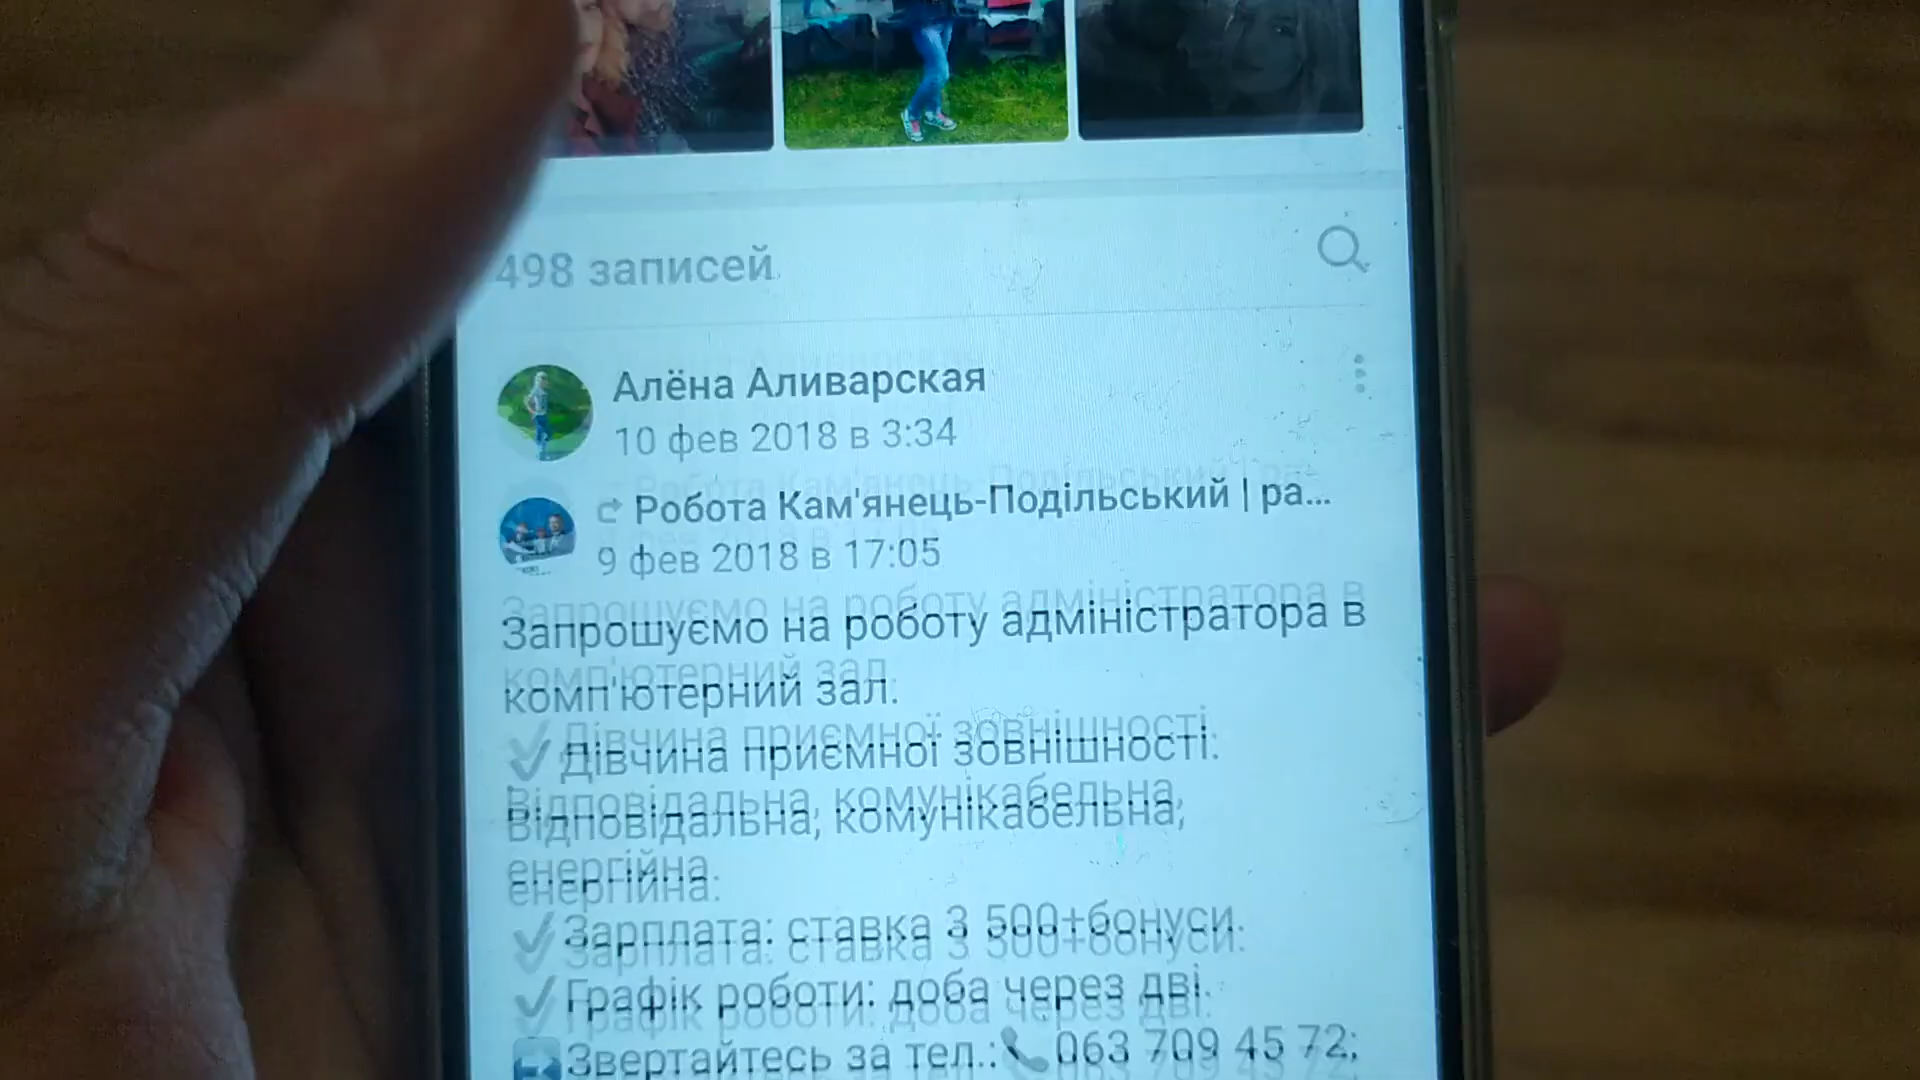 498 записей
Алёна Аливарская
10 фев 2018 в 3:34
Робота Кам'янець-Подільський | ра...
9 фев 2018 в 17:05
Запрошуємо на роботу адміністратора в
комп'ютерний зал.
✓Дівчина приємної зовнішності.
Відповідальна, комунікабельна,
енергійна.
✓Зарплата: ставка 3 500+бонуси.
✓Графік роботи: доба через дві.
➡Звертайтесь за тел.:📞063 709 45 72;